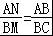 AN/BM = AB/BC